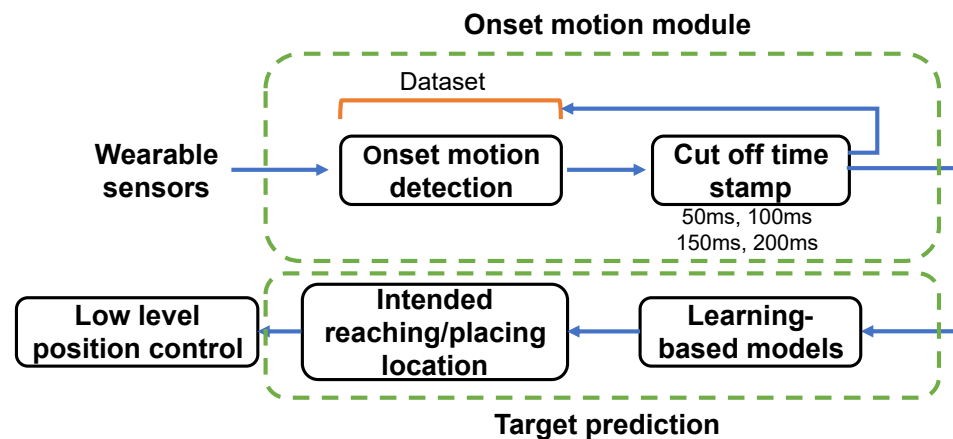 Onset motion module
Dataset
Wearable
sensors
Onset motion
detection
Cut off time
stamp
50ms, 100ms
150ms, 200ms
Low level
position control
Intended
reaching/placing
location
Learning-
based models
Target prediction